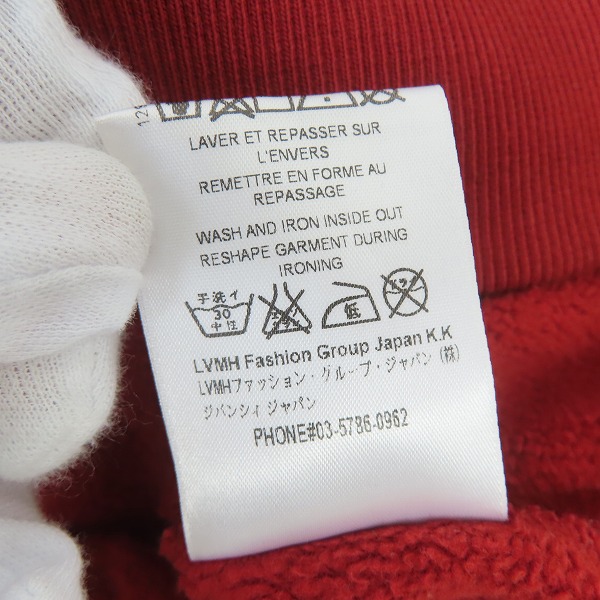 LAVER ET REPASSER SUR
L'ENVERS
REMETTRE EN FORME AU
REPASSAGE
WASH AND IRON INSIDE OUT
RESHAPE GARMENT DURING
IRONING
手洗イ
30
中性
低
LVMH Fashion Group Japan K.K
LVMHファッション・グループ・ジャパン (株)
ジバンシィ ジャパン
PHONE#03-5786-0962